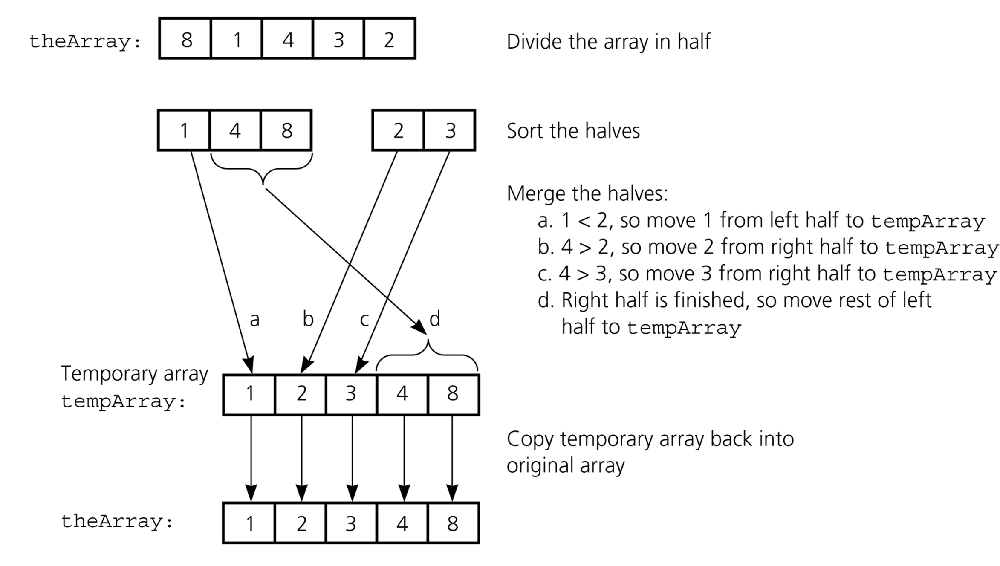 theArray: 8 1 4 3 2 Divide the array in half
1 4 8 2 3 Sort the halves
Merge the halves:
a. 1 < 2, so move 1 from left half to tempArray
b. 4 > 2, so move 2 from right half to tempArray
c. 4 > 3, so move 3 from right half to tempArray
d. Right half is finished, so move rest of left
half to tempArray
a b c d
Temporary array
tempArray: 1 2 3 4 8
Copy temporary array back into
original array
theArray: 1 2 3 4 8